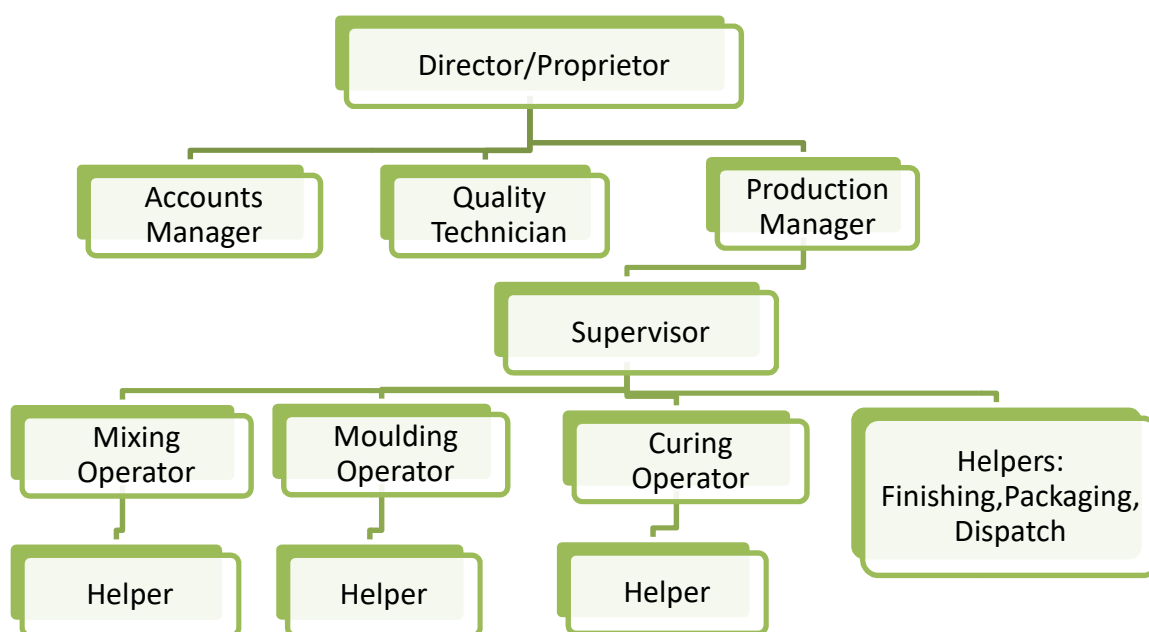 Director/Proprietor
Accounts
Manager
Quality
Technician
Production
Manager
Supervisor
Mixing
Operator
Moulding
Operator
Curing
Operator
Helpers:
Finishing,Packaging,
Dispatch
Helper
Helper
Helper